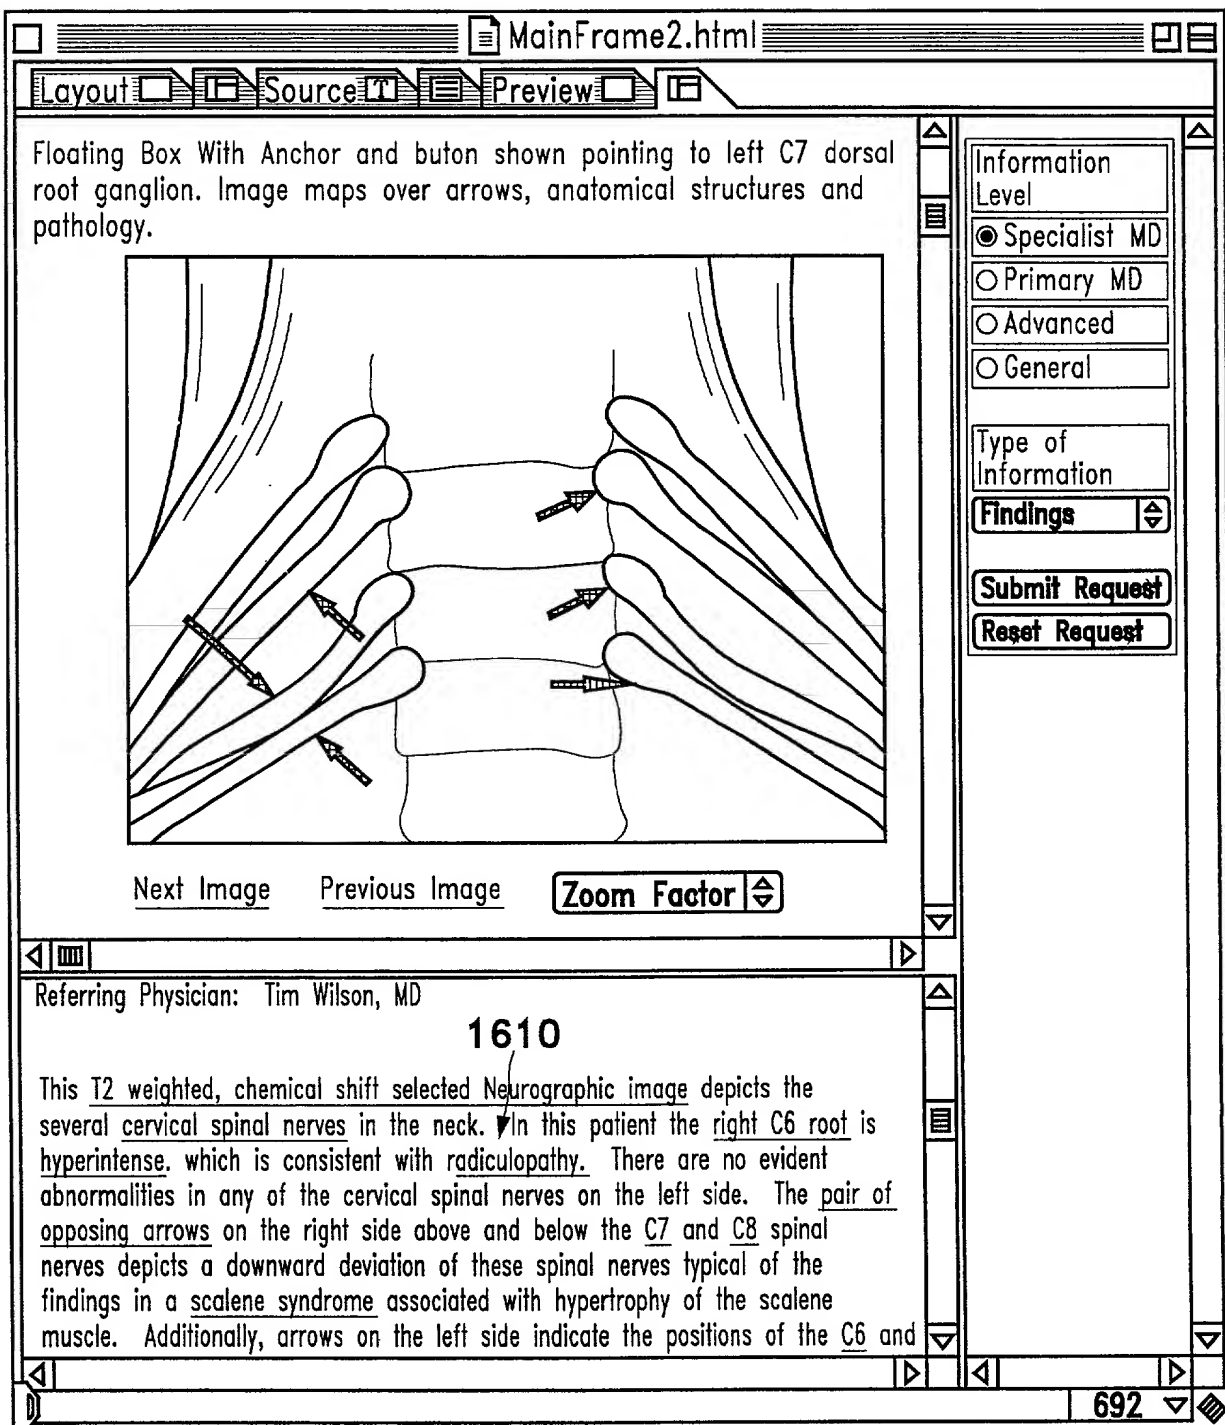 MainFrame2.html
Layout Source T Preview
Floating Box With Anchor and buton shown pointing to left C7 dorsal
root ganglion. Image maps over arrows, anatomical structures and
pathology.
Next Image Previous Image Zoom Factor
Information
Level
Specialist MD
Primary MD
Advanced
General
Type of
Information
Findings
Submit Request
Reset Request
Referring Physician: Tim Wilson, MD
1610
This T2 weighted, chemical shift selected Neurographic image depicts the
several cervical spinal nerves in the neck. In this patient the right C6 root is
hyperintense. which is consistent with radiculopathy. There are no evident
abnormalities in any of the cervical spinal nerves on the left side. The pair of
opposing arrows on the right side above and below the C7 and C8 spinal
nerves depicts a downward deviation of these spinal nerves typical of the
findings in a scalene syndrome associated with hypertrophy of the scalene
muscle. Additionally, arrows on the left side indicate the positions of the C6 and
692